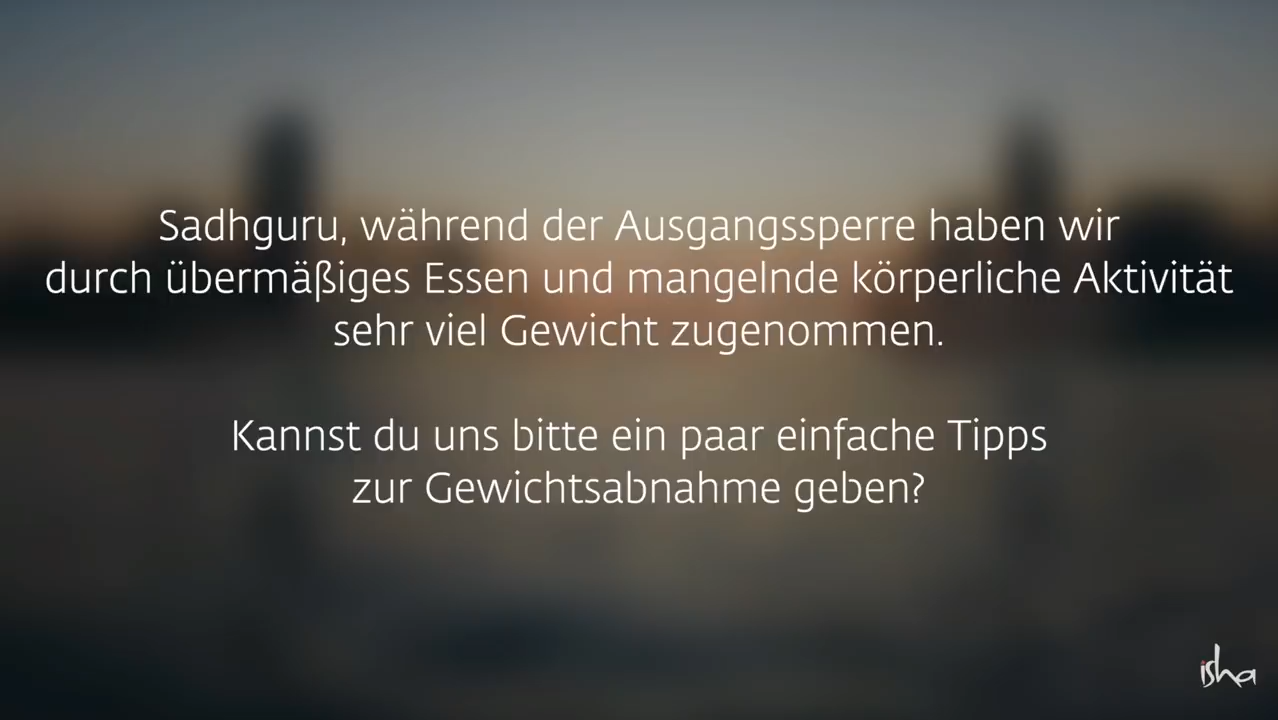 Sadhguru, während der Ausgangssperre haben wir
durch übermäßiges Essen und mangelnde körperliche Aktivität
sehr viel Gewicht zugenommen.
Kannst du uns bitte ein paar einfache Tipps
zur Gewichtsabnahme geben?
isha